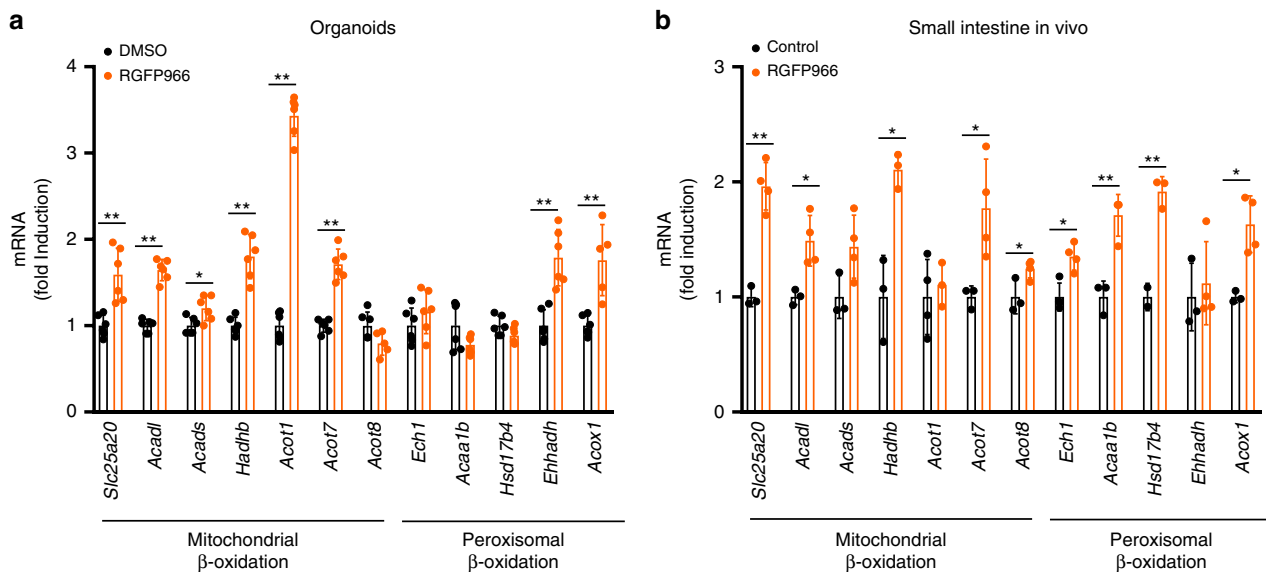 a
Organoids
DMSO
RGFP966
mRNA
(fold Induction)
4
3
2
1
0
** ** * ** ** ** ** **
Slc25a20 Acadl Acads Hadhb Acot1 Acot7 Acot8 Ech1 Acaa1b Hsd17b4 Ehhadh Acox1
Mitochondrial
β-oxidation
Peroxisomal
β-oxidation
b
Small intestine in vivo
Control
RGFP966
mRNA
(fold induction)
3
2
1
0
** * * * * * ** ** *
Slc25a20 Acadl Acads Hadhb Acot1 Acot7 Acot8 Ech1 Acaa1b Hsd17b4 Ehhadh Acox1
Mitochondrial
β-oxidation
Peroxisomal
β-oxidation